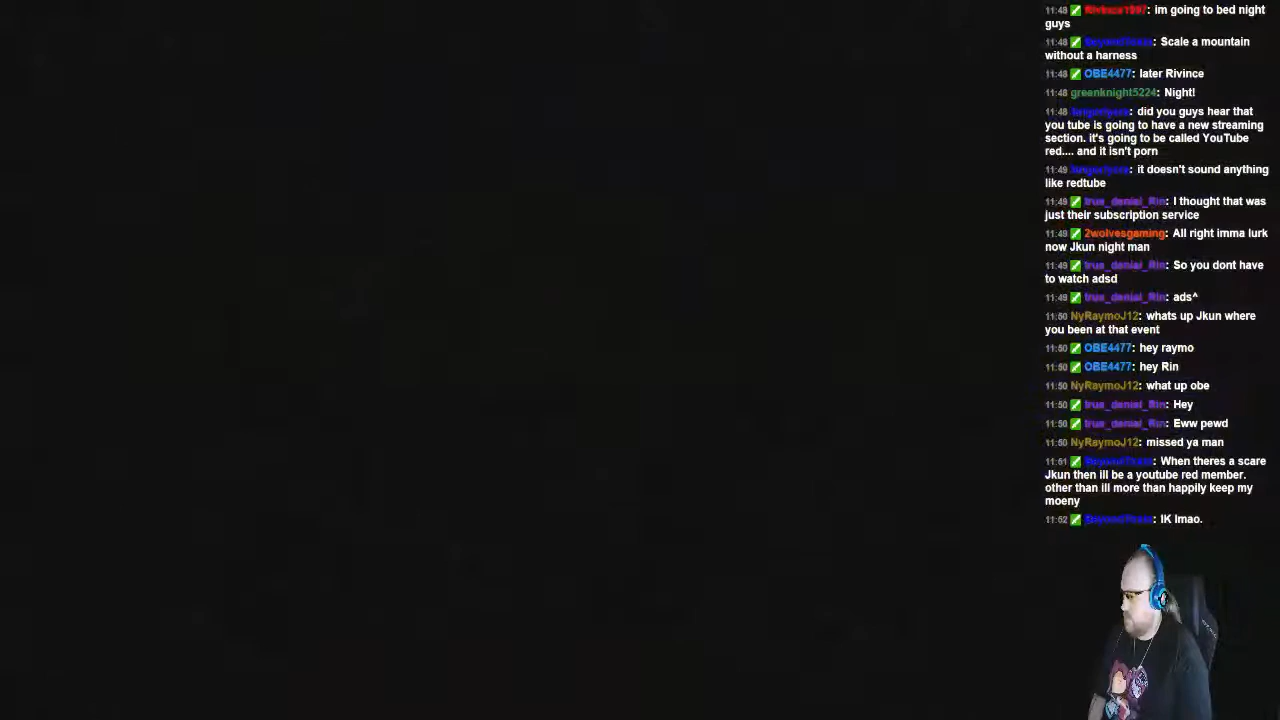 11:48 Rivince1997: im going to bed night
guys
11:48 Scale a mountain
without a harness
11:48 OBE4477: later Rivince
11:48 greenknight5224: Night!
11:48 did you guys hear that
you tube is going to have a new streaming
section. it's going to be called YouTube
red.... and it isn't porn
11:49 it doesn't sound anything
like redtube
11:49 true_denial_Rin: I thought that was
just their subscription service
11:49 2wolvesgaming: All right imma lurk
now Jkun night man
11:49 true_denial_Rin: So you dont have
to watch adsd
11:49 true_denial_Rin: ads^
11:50 NyRaymoJ12: whats up Jkun where
you been at that event
11:50 OBE4477: hey raymo
11:50 OBE4477: hey Rin
11:50 NyRaymoJ12: what up obe
11:50 true_denial_Rin: Hey
11:50 true_denial_Rin: Eww pewd
11:50 NyRaymoJ12: missed ya man
11:51 When theres a scare
Jkun then ill be a youtube red member.
other than ill more than happily keep my
moeny
11:52 IK lmao.